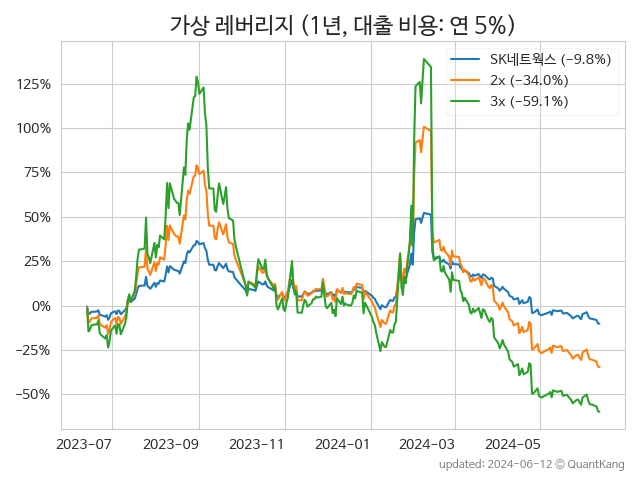 가상 레버리지 (1년, 대출 비용: 연 5%)
SK네트웍스 (−9.8%)
2x (−34.0%)
3x (−59.1%)
125%
100%
75%
50%
25%
0%
−25%
−50%
2023-07 2023-09 2023-11 2024-01 2024-03 2024-05
updated: 2024-06-12 © QuantKang